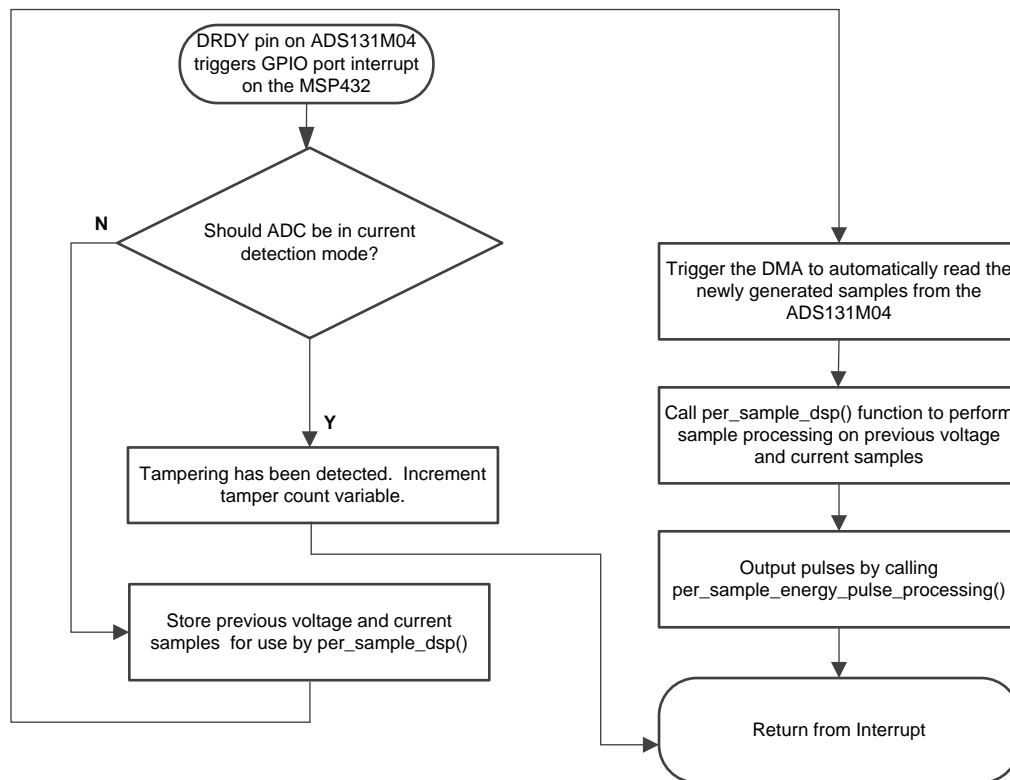 DRDY pin on ADS131M04
triggers GPIO port interrupt
on the MSP432
N
Should ADC be in current
detection mode?
Y
Tampering has been detected.  Increment
tamper count variable.
Store previous voltage and current
samples  for use by per_sample_dsp()
Trigger the DMA to automatically read the
newly generated samples from the
ADS131M04
Call per_sample_dsp() function to perform
sample processing on previous voltage
and current samples
Output pulses by calling
per_sample_energy_pulse_processing()
Return from Interrupt